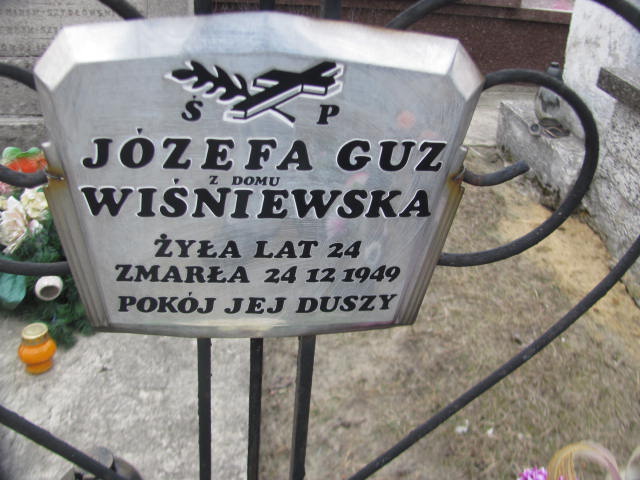 Ś P
JÓZEFA GUZ
Z DOMU
WIŚNIEWSKA
ŻYŁA LAT 24
ZMARŁA 24 12 1949
POKÓJ JEJ DUSZY